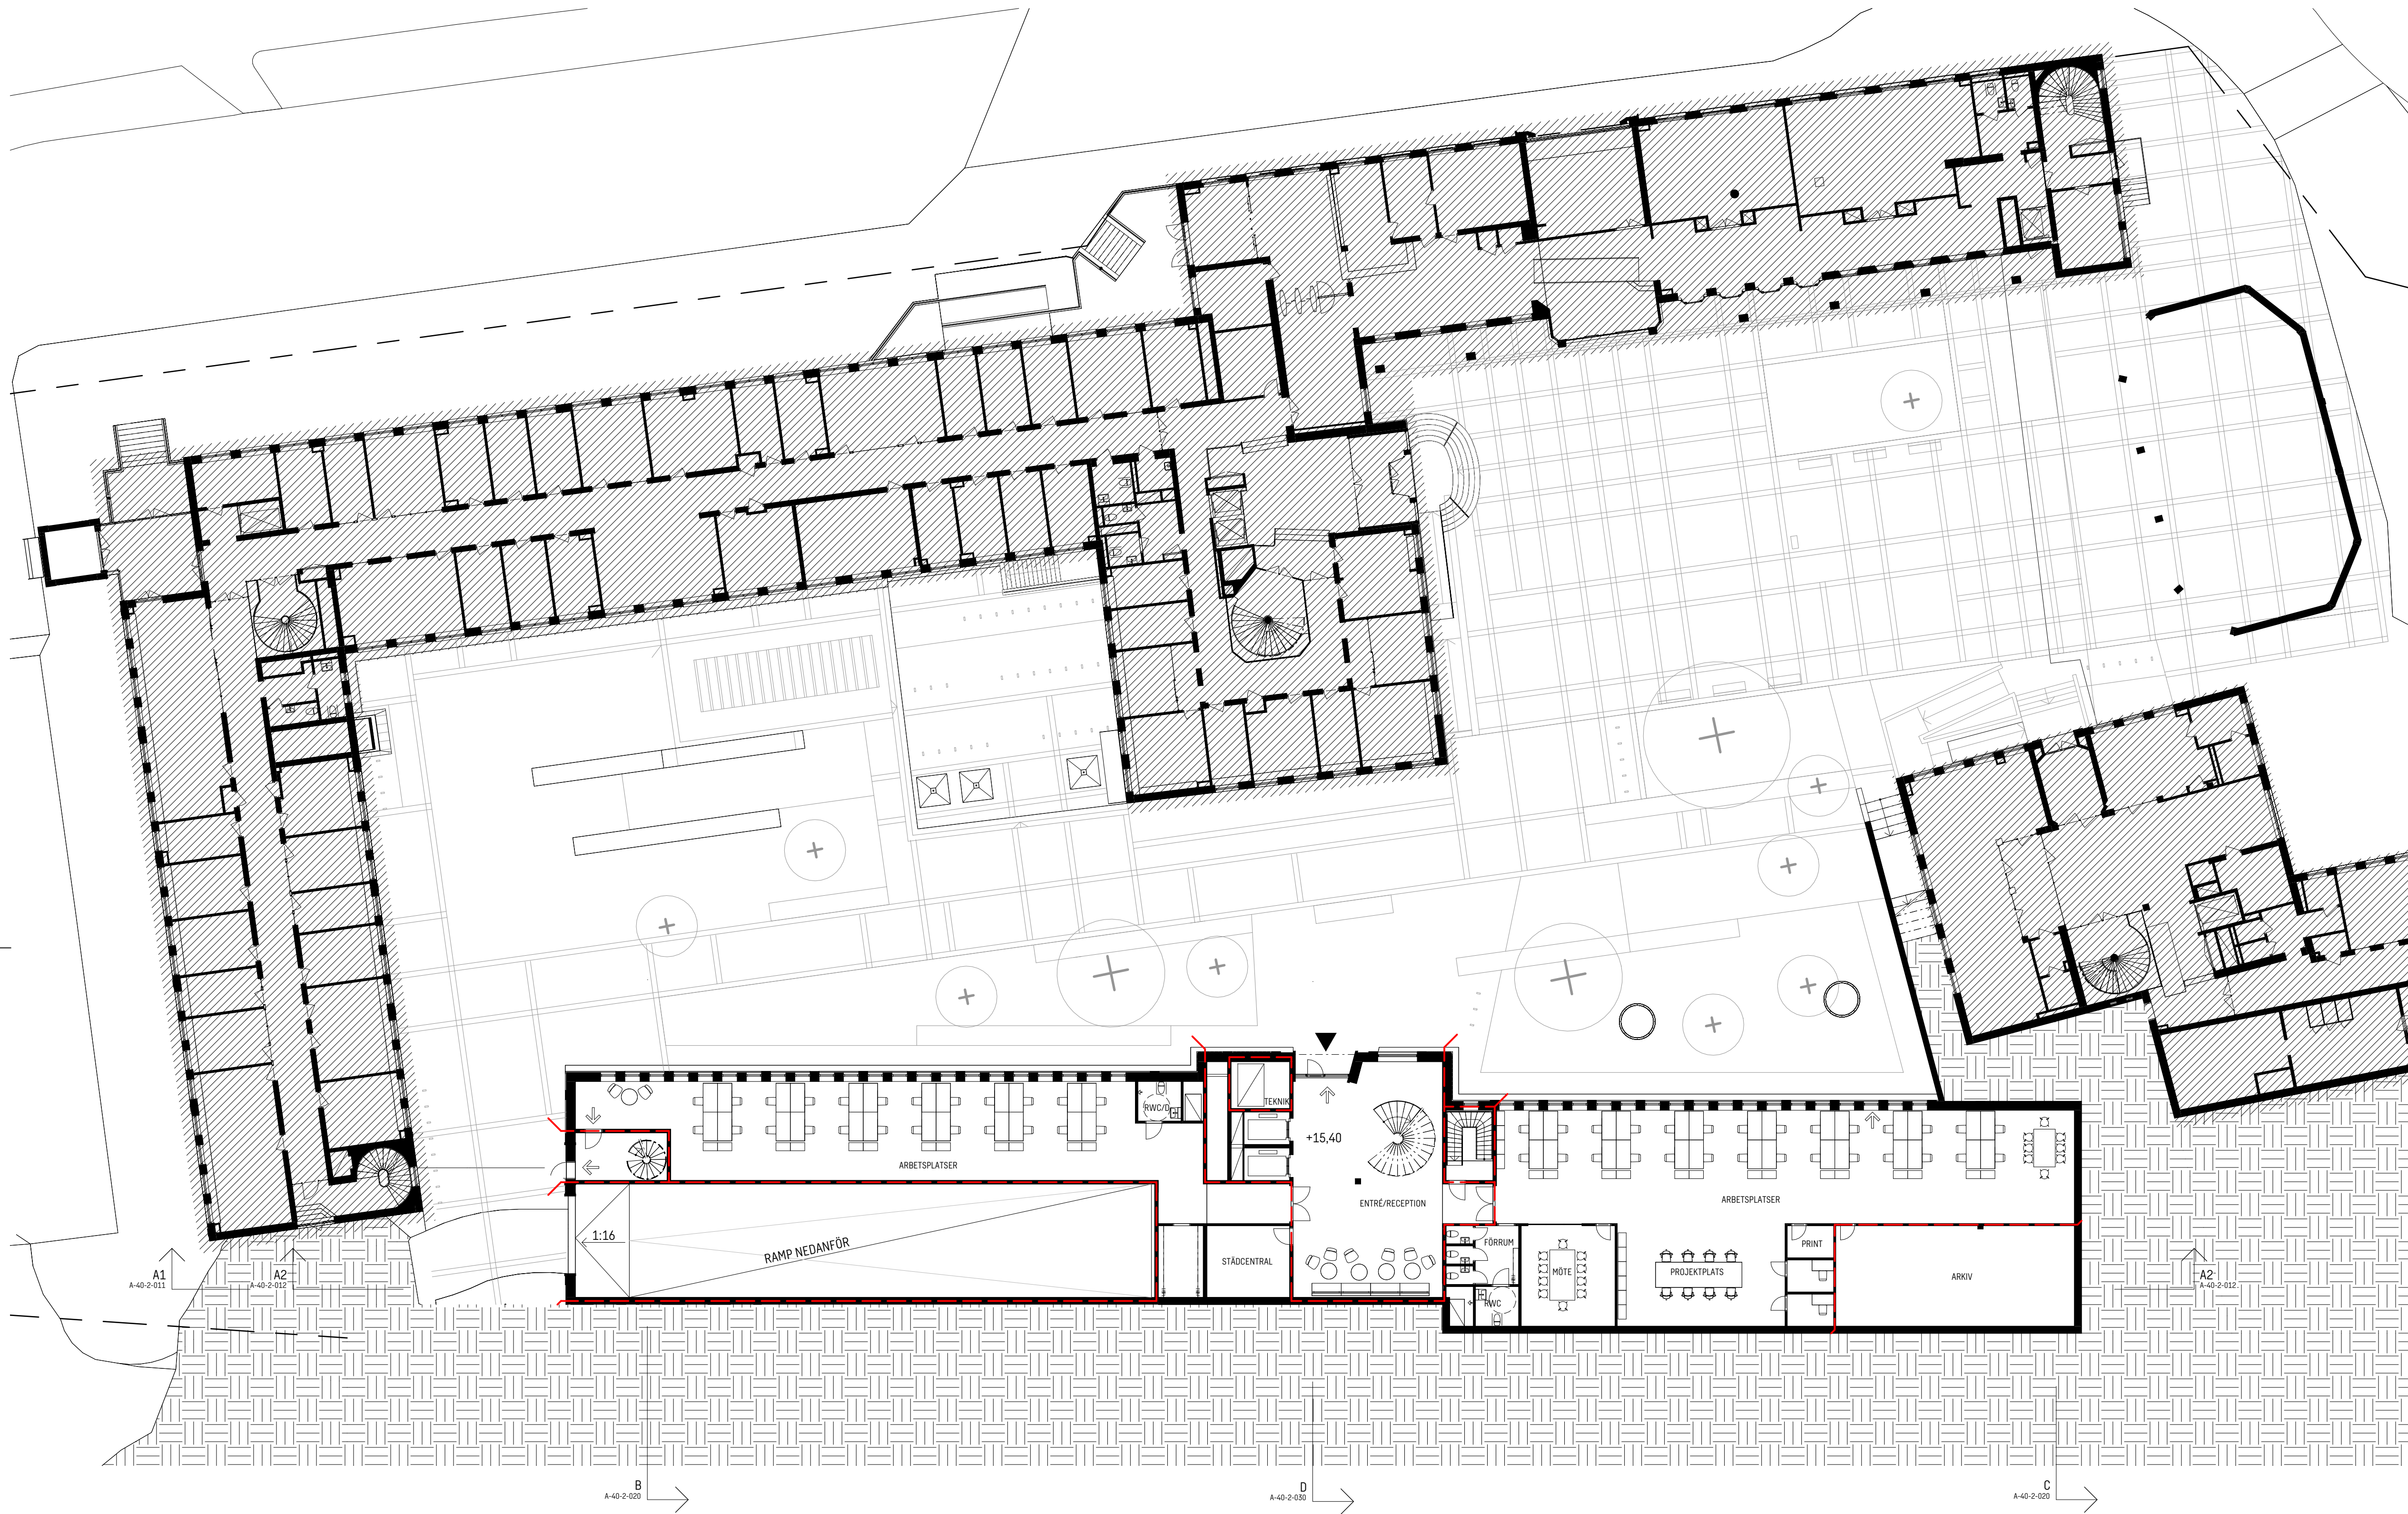 TEKNIK
RWC/D
+15,40
ARBETSPLATSER
ARBETSPLATSER
ENTRÉ/RECEPTION
1:16
RAMP NEDANFÖR
FÖRRUM
PRINT
STÄDCENTRAL
MÖTE
PROJEKTPLATS
ARKIV
A1
A-40-2-011
A2
A-40-2-012
A2
A-40-2-012
RWC
B
A-40-2-020
D
A-40-2-030
C
A-40-2-020